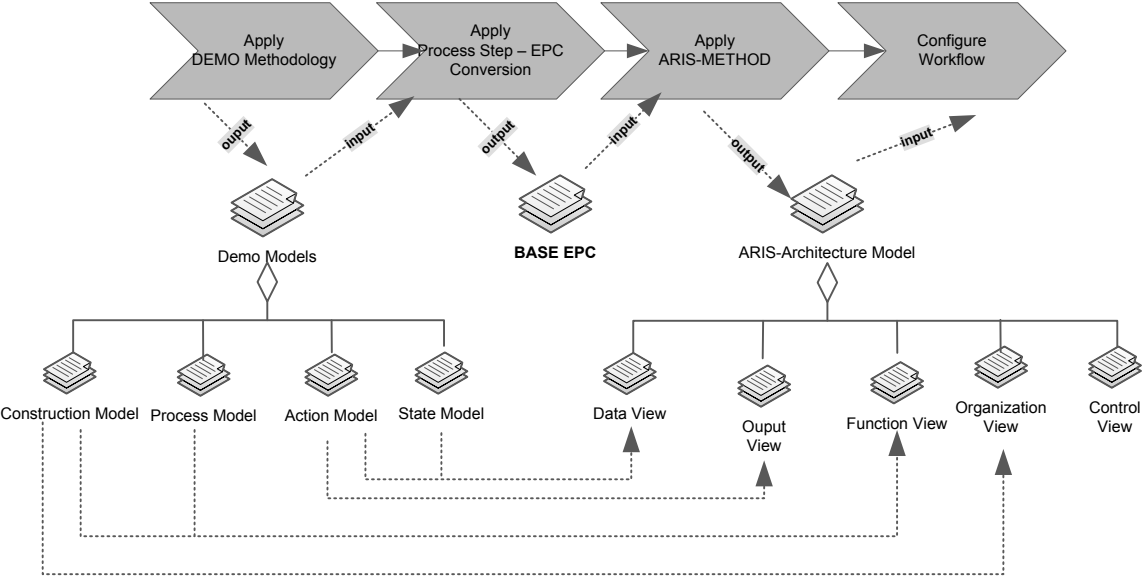 Apply
DEMO Methodology
Apply
Process Step – EPC
Conversion
Apply
ARIS-METHOD
Configure
Workflow
ouput
input
output
input
output
input
Demo Models
BASE EPC
ARIS-Architecture Model
Construction Model
Process Model
Action Model
State Model
Data View
Ouput
View
Function View
Organization
View
Control
View